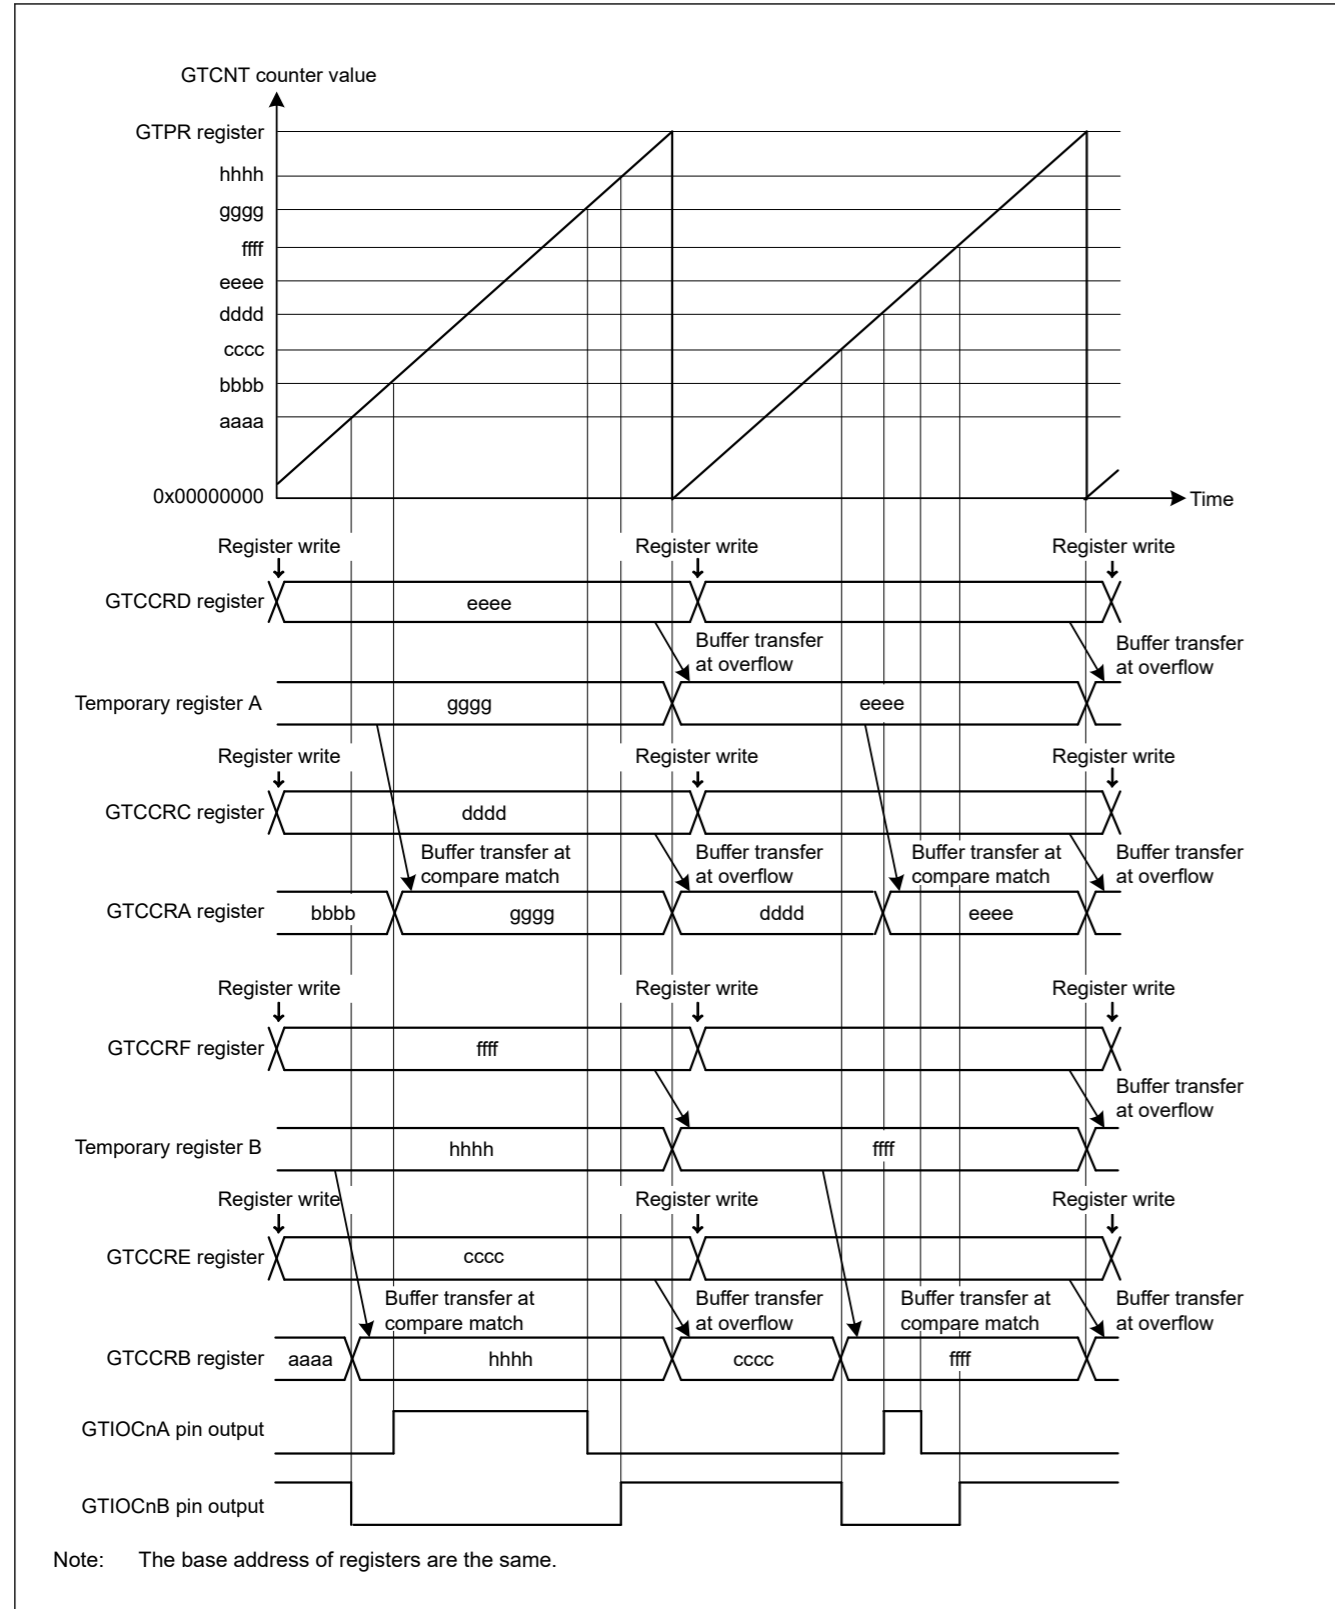 GTCNT counter value
GTPR register
hhhh
gggg
ffff
eeee
dddd
cccc
bbbb
aaaa
0x00000000
Time
Register write Register write Register write
GTCCRD register eeee
Buffer transfer
at overflow
Buffer transfer
at overflow
Temporary register A gggg eeee
Register write Register write Register write
GTCCRC register dddd
Buffer transfer at
compare match
Buffer transfer
at overflow
Buffer transfer at
compare match
Buffer transfer
at overflow
GTCCRA register bbbb gggg dddd eeee
Register write Register write Register write
GTCCRF register ffff
Buffer transfer
at overflow
Temporary register B hhhh ffff
Register write Register write Register write
GTCCRE register cccc
Buffer transfer at
compare match
Buffer transfer
at overflow
Buffer transfer at
compare match
Buffer transfer
at overflow
GTCCRB register aaaa hhhh cccc ffff
GTIOCnA pin output
GTIOCnB pin output
Note: The base address of registers are the same.